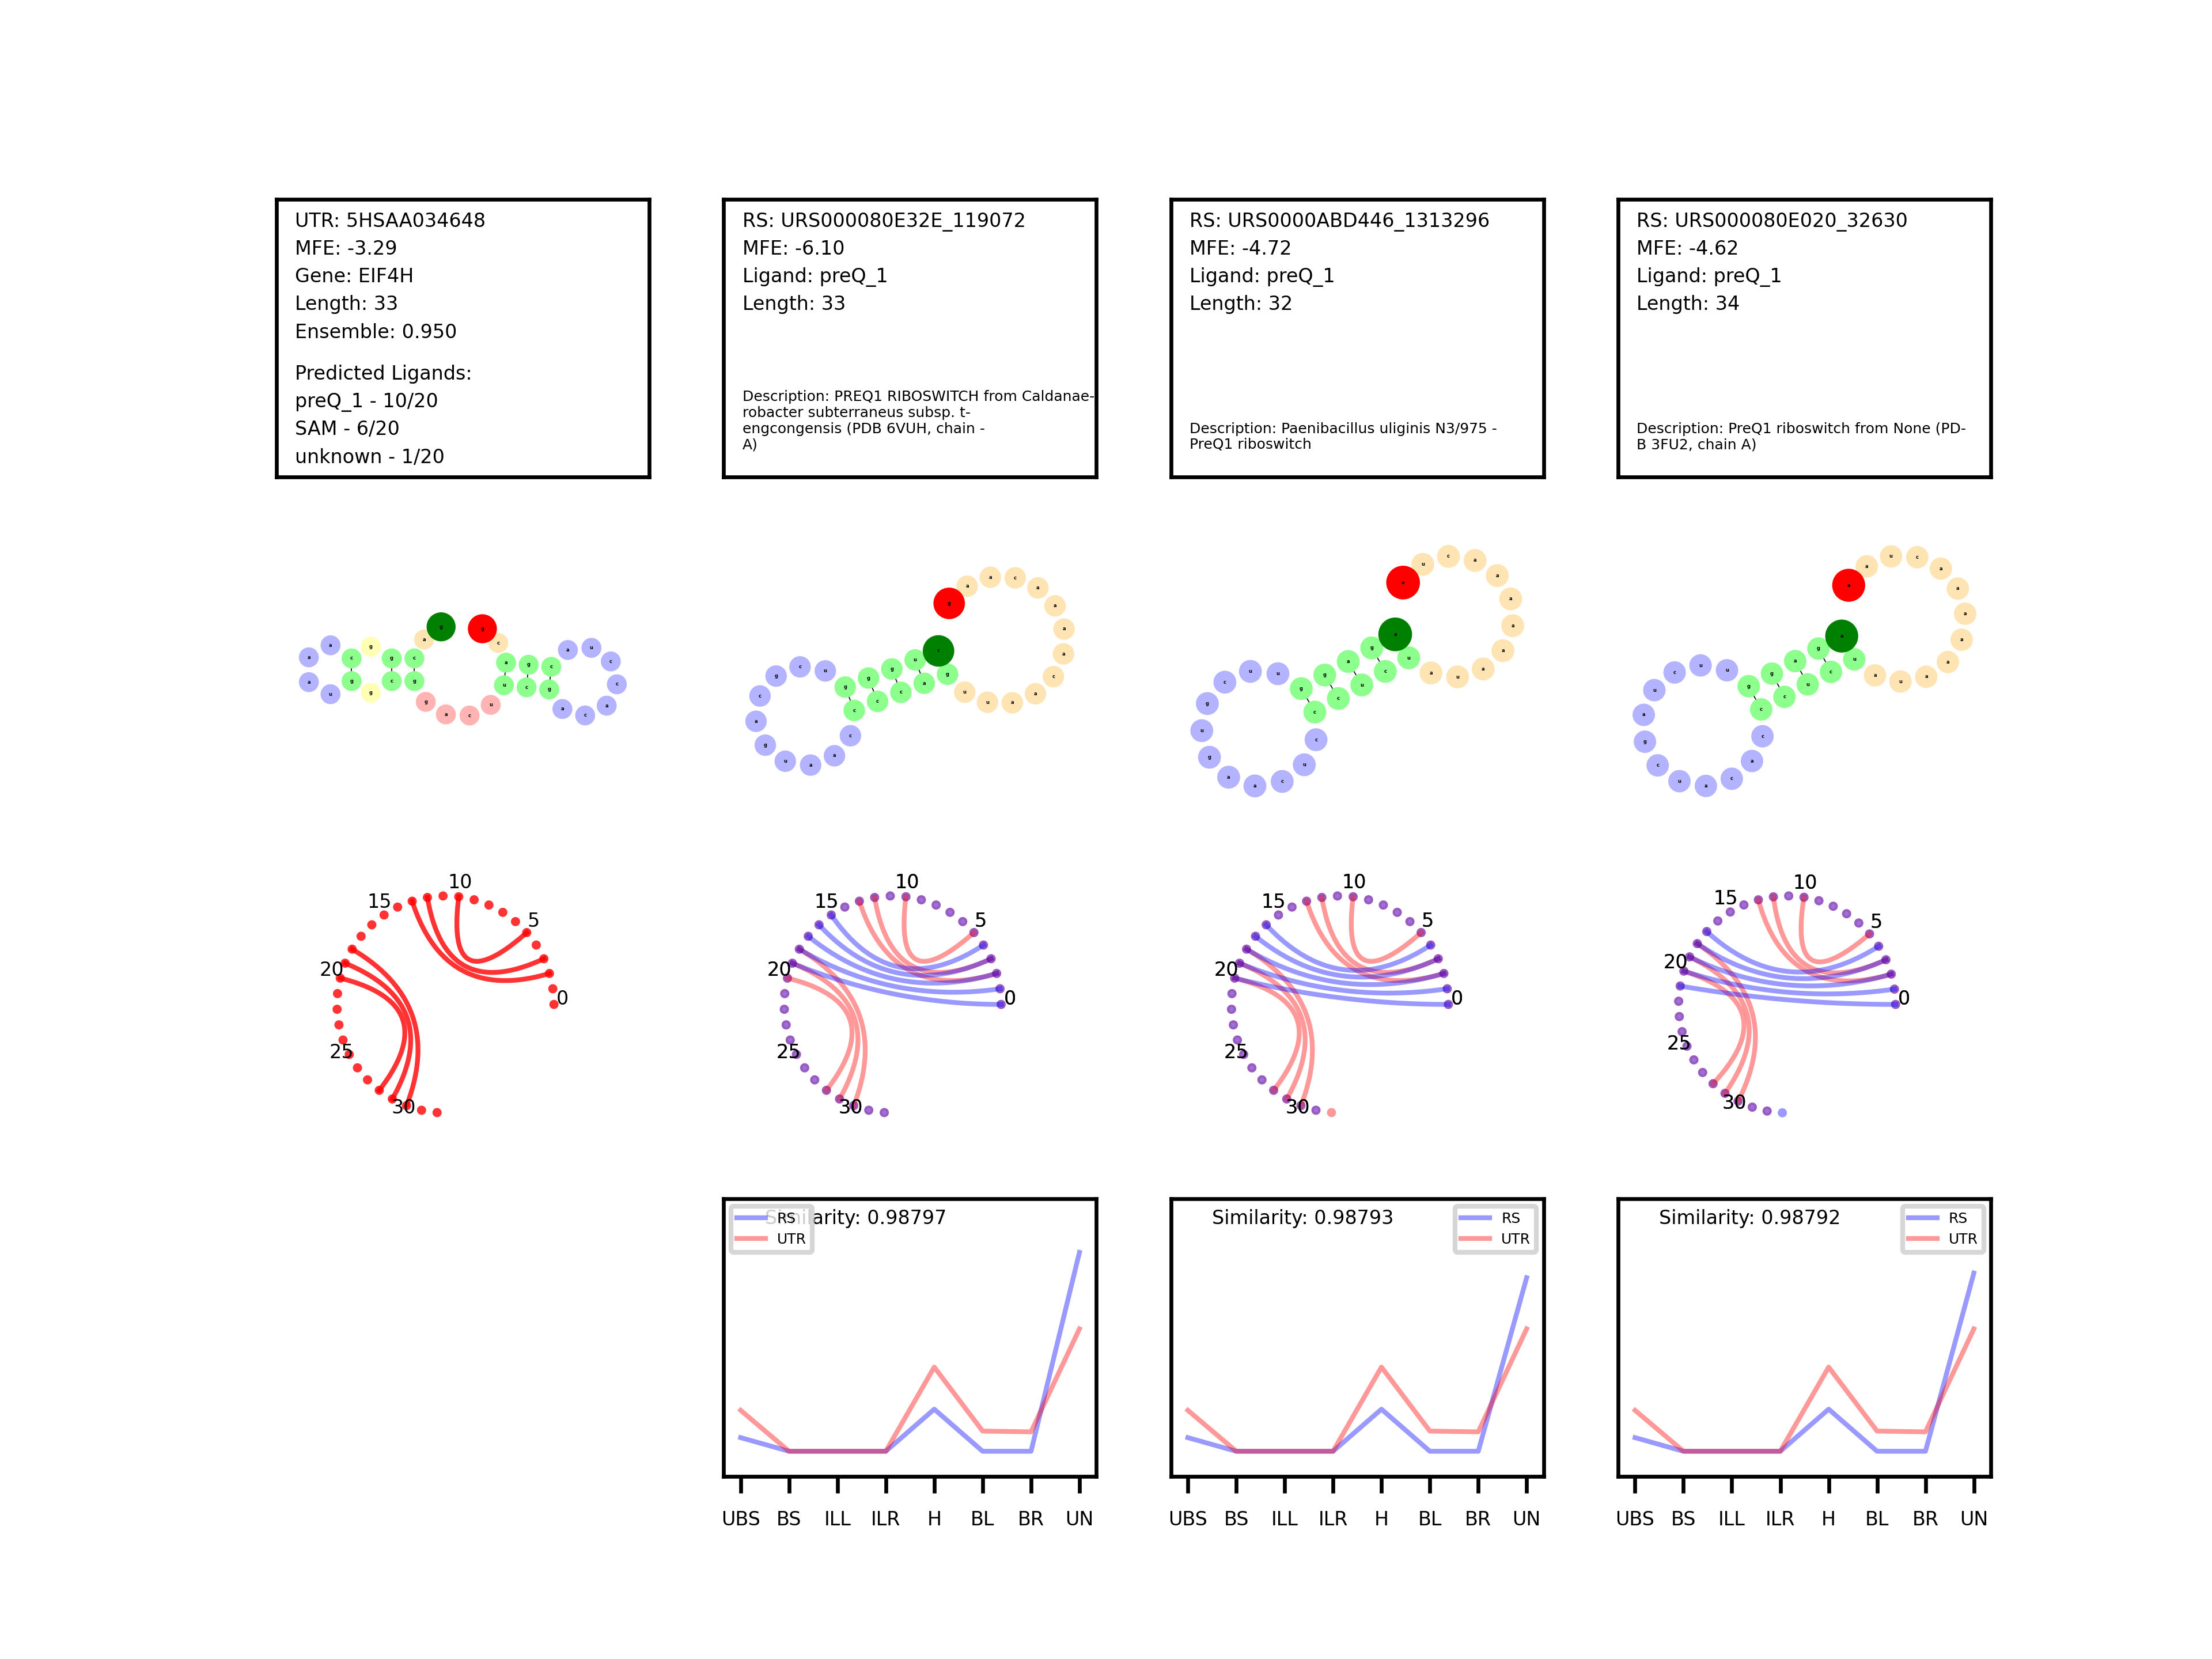 UTR: 5HSAA034648
MFE: -3.29
Gene: EIF4H
Length: 33
Ensemble: 0.950
Predicted Ligands:
preQ_1 - 10/20
SAM - 6/20
unknown - 1/20
RS: URS000080E32E_119072
MFE: -6.10
Ligand: preQ_1
Length: 33
Description: PREQ1 RIBOSWITCH from Caldanae-
robacter subterraneus subsp. t-
engcongensis (PDB 6VUH, chain -
A)
RS: URS0000ABD446_1313296
MFE: -4.72
Ligand: preQ_1
Length: 32
Description: Paenibacillus uliginis N3/975 -
PreQ1 riboswitch
RS: URS000080E020_32630
MFE: -4.62
Ligand: preQ_1
Length: 34
Description: PreQ1 riboswitch from None (PD-
B 3FU2, chain A)
0
5
10
15
20
25
30
0
5
10
15
20
25
30
0
5
10
15
20
25
30
0
5
10
15
20
25
30
Similarity: 0.98797
RS
UTR
UBS BS ILL ILR H BL BR UN
Similarity: 0.98793
RS
UTR
UBS BS ILL ILR H BL BR UN
Similarity: 0.98792
RS
UTR
UBS BS ILL ILR H BL BR UN